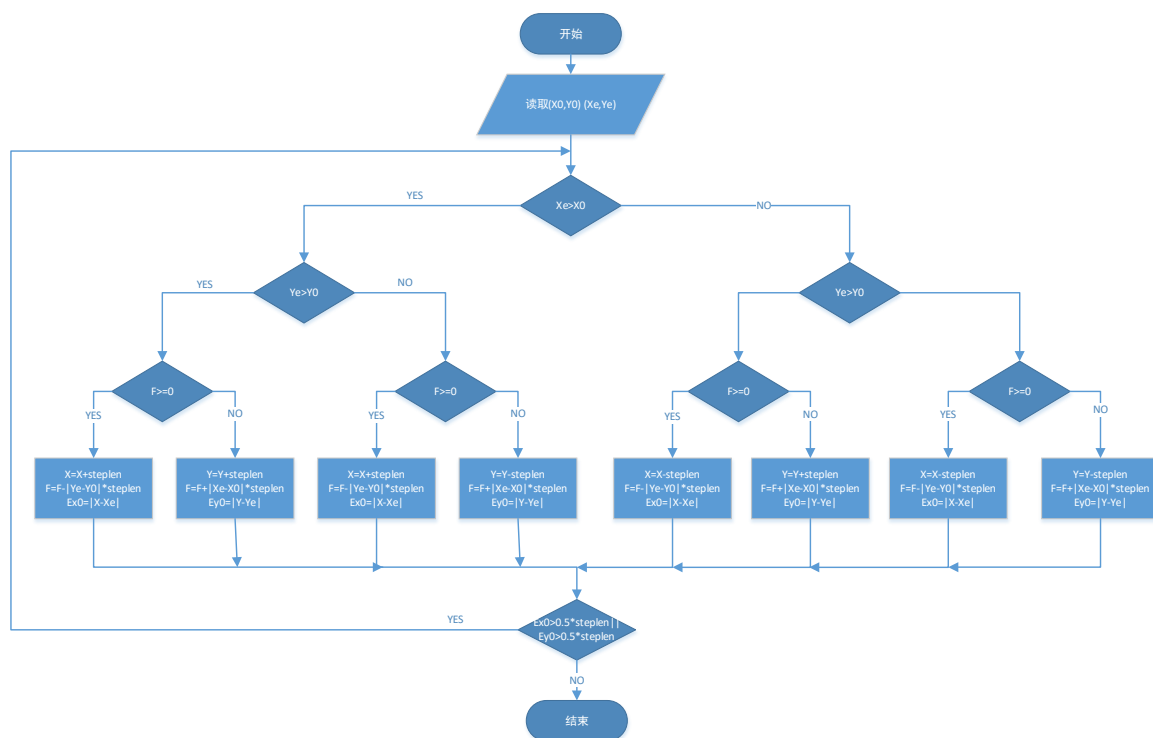 开始
读取(X0,Y0) (Xe,Ye)
Xe>X0
YES
NO
Ye>Y0
YES
NO
Ye>Y0
F>=0
YES
NO
F>=0
YES
NO
F>=0
YES
NO
F>=0
YES
NO
X=X+steplen
F=F-|Ye-Y0|*steplen
Ex0=|X-Xe|
Y=Y+steplen
F=F+|Xe-X0|*steplen
Ey0=|Y-Ye|
X=X+steplen
F=F-|Ye-Y0|*steplen
Ex0=|X-Xe|
Y=Y-steplen
F=F+|Xe-X0|*steplen
Ey0=|Y-Ye|
X=X-steplen
F=F-|Ye-Y0|*steplen
Ex0=|X-Xe|
Y=Y+steplen
F=F+|Xe-X0|*steplen
Ey0=|Y-Ye|
X=X-steplen
F=F-|Ye-Y0|*steplen
Ex0=|X-Xe|
Y=Y-steplen
F=F+|Xe-X0|*steplen
Ey0=|Y-Ye|
Ex0>0.5*steplen||
Ey0>0.5*steplen
YES
NO
结束